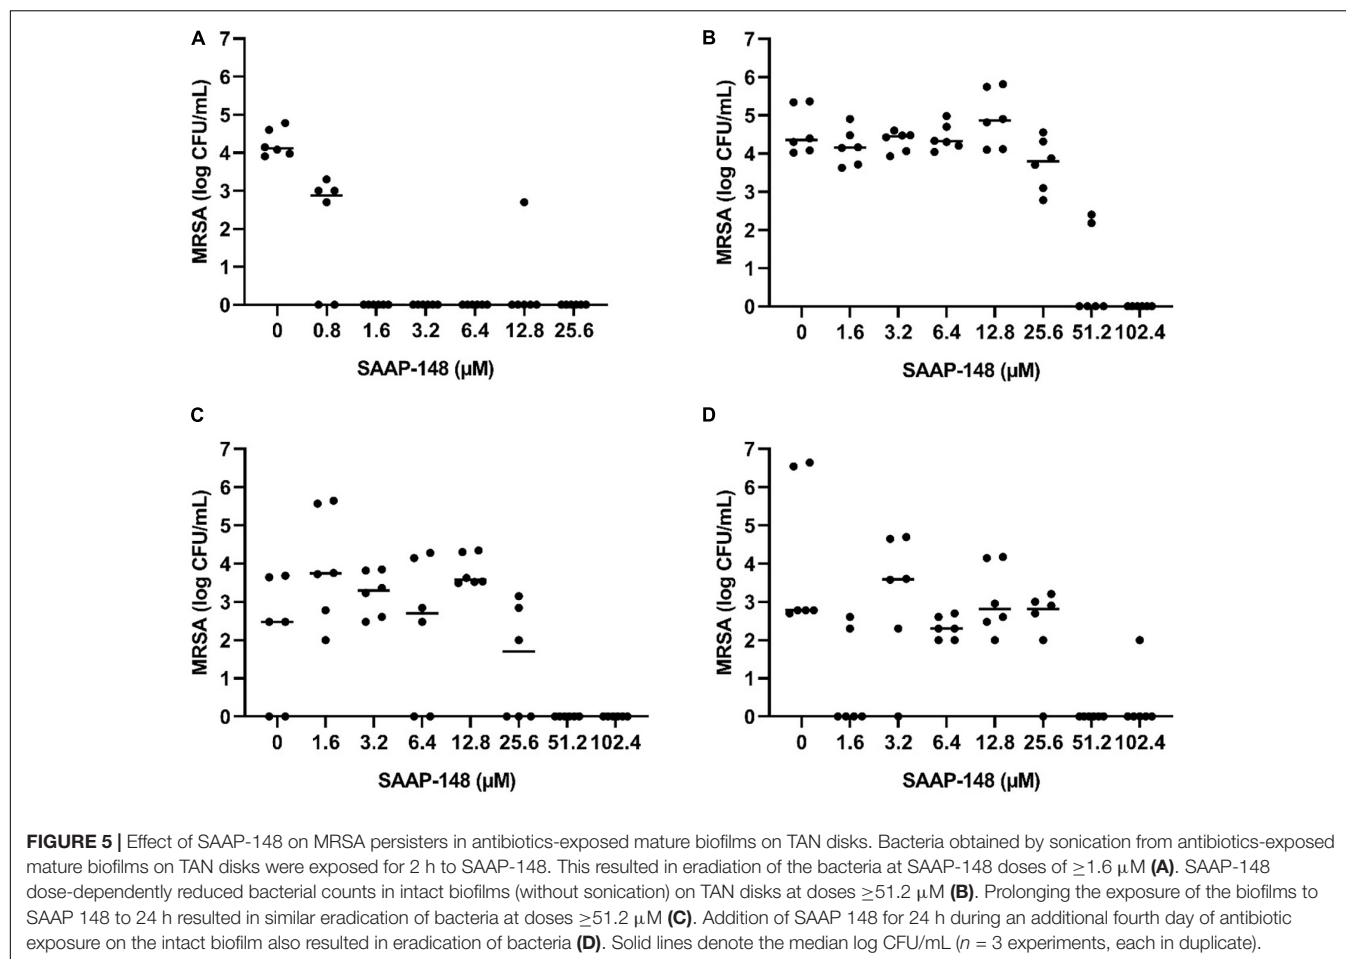 A
7
6
5
4
3
2
1
0
MRSA (log CFU/mL)
0 0.8 1.6 3.2 6.4 12.8 25.6
SAAP-148 (µM)
B
7
6
5
4
3
2
1
0
MRSA (log CFU/mL)
0 1.6 3.2 6.4 12.8 25.6 51.2 102.4
SAAP-148 (µM)
C
7
6
5
4
3
2
1
0
MRSA (log CFU/mL)
0 1.6 3.2 6.4 12.8 25.6 51.2 102.4
SAAP-148 (µM)
D
7
6
5
4
3
2
1
0
MRSA (log CFU/mL)
0 1.6 3.2 6.4 12.8 25.6 51.2 102.4
SAAP-148 (µM)
FIGURE 5 | Effect of SAAP-148 on MRSA persisters in antibiotics-exposed mature biofilms on TAN disks. Bacteria obtained by sonication from antibiotics-exposed
mature biofilms on TAN disks were exposed for 2 h to SAAP-148. This resulted in eradiation of the bacteria at SAAP-148 doses of ≥1.6 µM (A). SAAP-148
dose-dependently reduced bacterial counts in intact biofilms (without sonication) on TAN disks at doses ≥51.2 µM (B). Prolonging the exposure of the biofilms to
SAAP 148 to 24 h resulted in similar eradication of bacteria at doses ≥51.2 µM (C). Addition of SAAP 148 for 24 h during an additional fourth day of antibiotic
exposure on the intact biofilm also resulted in eradication of bacteria (D). Solid lines denote the median log CFU/mL (n = 3 experiments, each in duplicate).